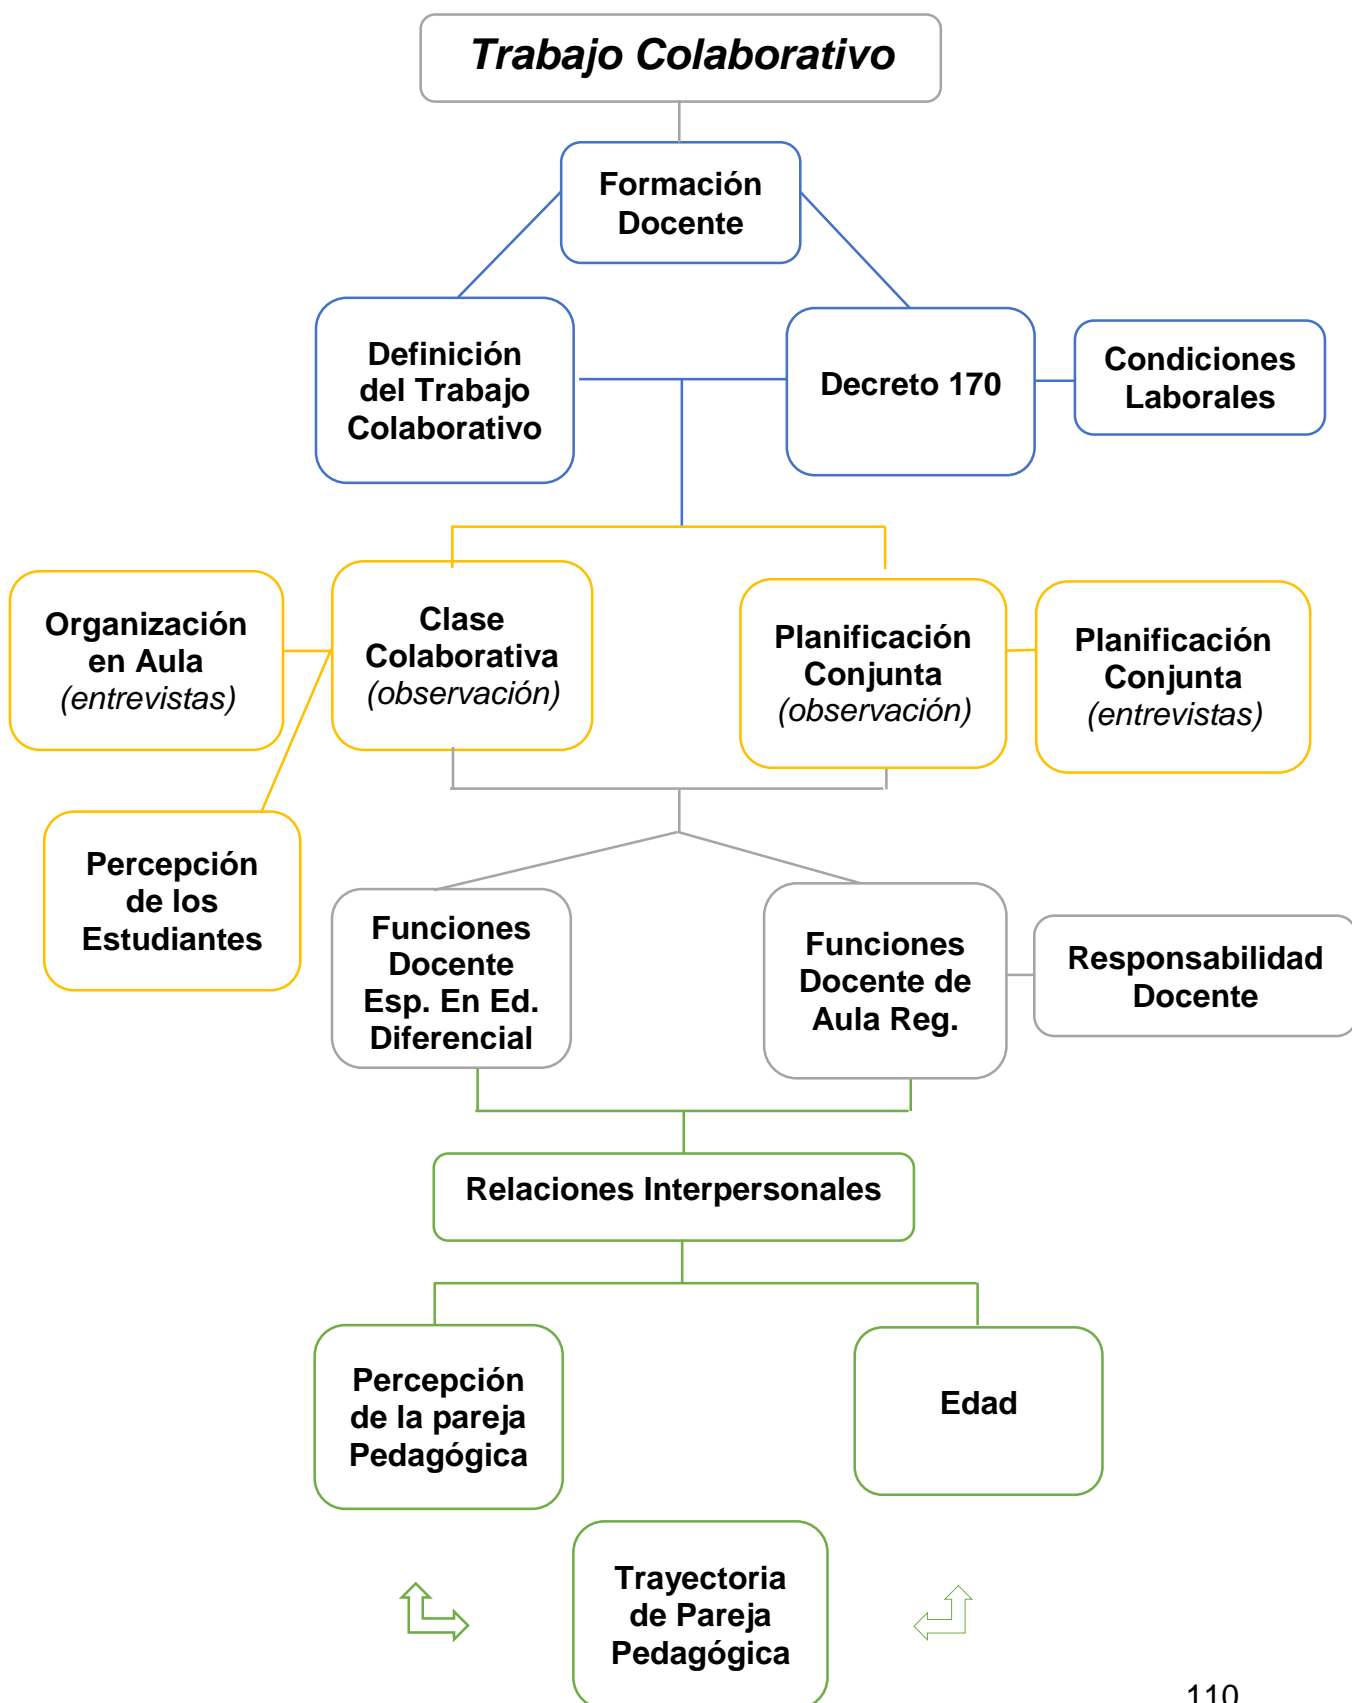 Trabajo Colaborativo
Formación
Docente
Definición
del Trabajo
Colaborativo
Decreto 170
Condiciones
Laborales
Organización
en Aula
(entrevistas)
Clase
Colaborativa
(observación)
Planificación
Conjunta
(observación)
Planificación
Conjunta
(entrevistas)
Percepción
de los
Estudiantes
Funciones
Docente
Esp. En Ed.
Diferencial
Funciones
Docente de
Aula Reg.
Responsabilidad
Docente
Relaciones Interpersonales
Percepción
de la pareja
Pedagógica
Edad
Trayectoria
de Pareja
Pedagógica
110